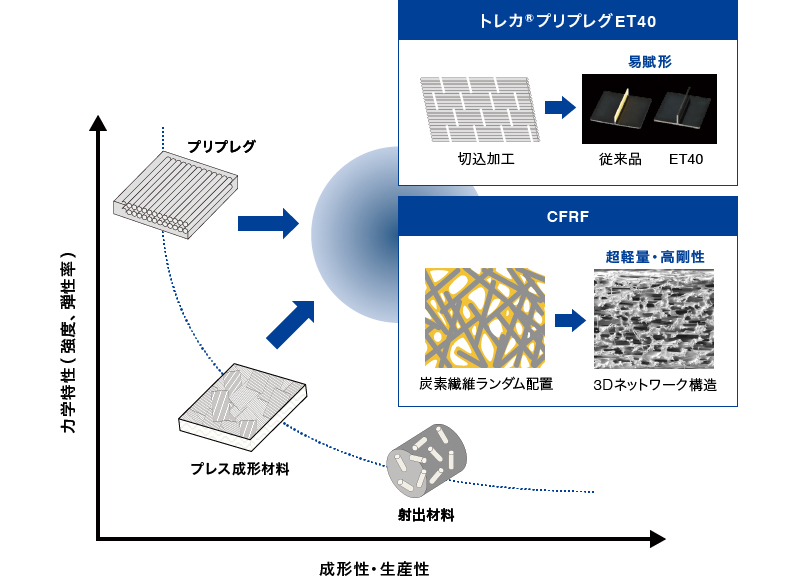 トレカ®プリプレグET40
易賦形
切込加工
従来品
ET40
プリプレグ
CFRF
超軽量・高剛性
炭素繊維ランダム配置
3Dネットワーク構造
力学特性(強度、弾性率)
プレス成形材料
射出材料
成形性・生産性